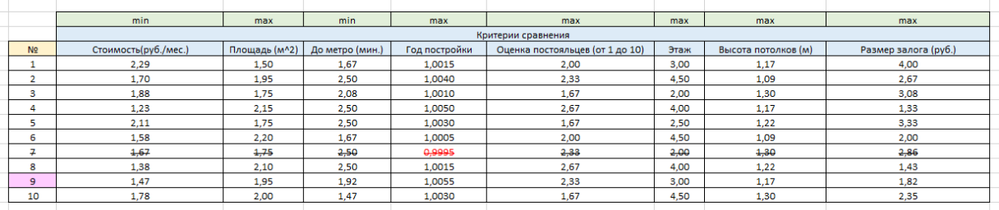 min max min max max max max max
Критерии сравнения
№ Стоимость(руб./мес.) Площадь (м^2) До метро (мин.) Год постройки Оценка постояльцев (от 1 до 10) Этаж Высота потолков (м) Размер залога (руб.)
1 2,29 1,50 1,67 1,0015 2,00 3,00 1,17 4,00
2 1,70 1,95 2,50 1,0040 2,33 4,50 1,09 2,67
3 1,88 1,75 2,08 1,0010 1,67 2,00 1,30 3,08
4 1,23 2,15 2,50 1,0050 2,67 4,00 1,17 1,33
5 2,11 1,75 2,50 1,0030 1,67 2,50 1,22 3,33
6 1,58 2,20 1,67 1,0005 2,00 4,50 1,09 2,00
7 1,67 1,75 2,50 0,9995 2,33 2,00 1,30 2,86
8 1,38 2,10 2,50 1,0015 2,67 4,00 1,22 1,43
9 1,47 1,95 1,92 1,0055 2,33 3,00 1,17 1,82
10 1,78 2,00 1,47 1,0030 1,67 4,50 1,30 2,35